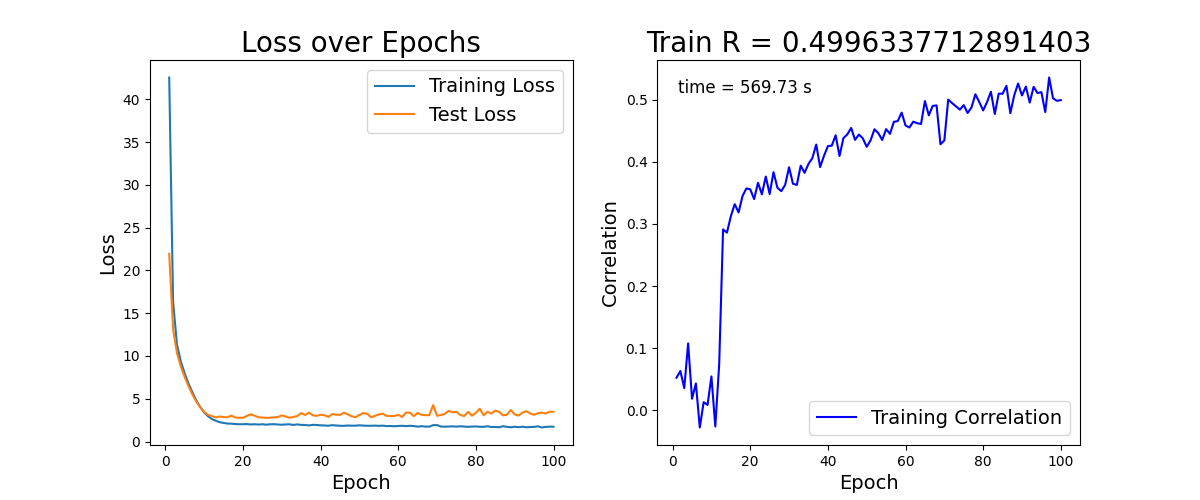 Loss over Epochs
Training Loss
Test Loss
Loss
40
35
30
25
20
15
10
5
0
0 20 40 60 80 100
Epoch
Train R = 0.4996337712891403
time = 569.73 s
Correlation
0.5
0.4
0.3
0.2
0.1
0.0
Training Correlation
0 20 40 60 80 100
Epoch